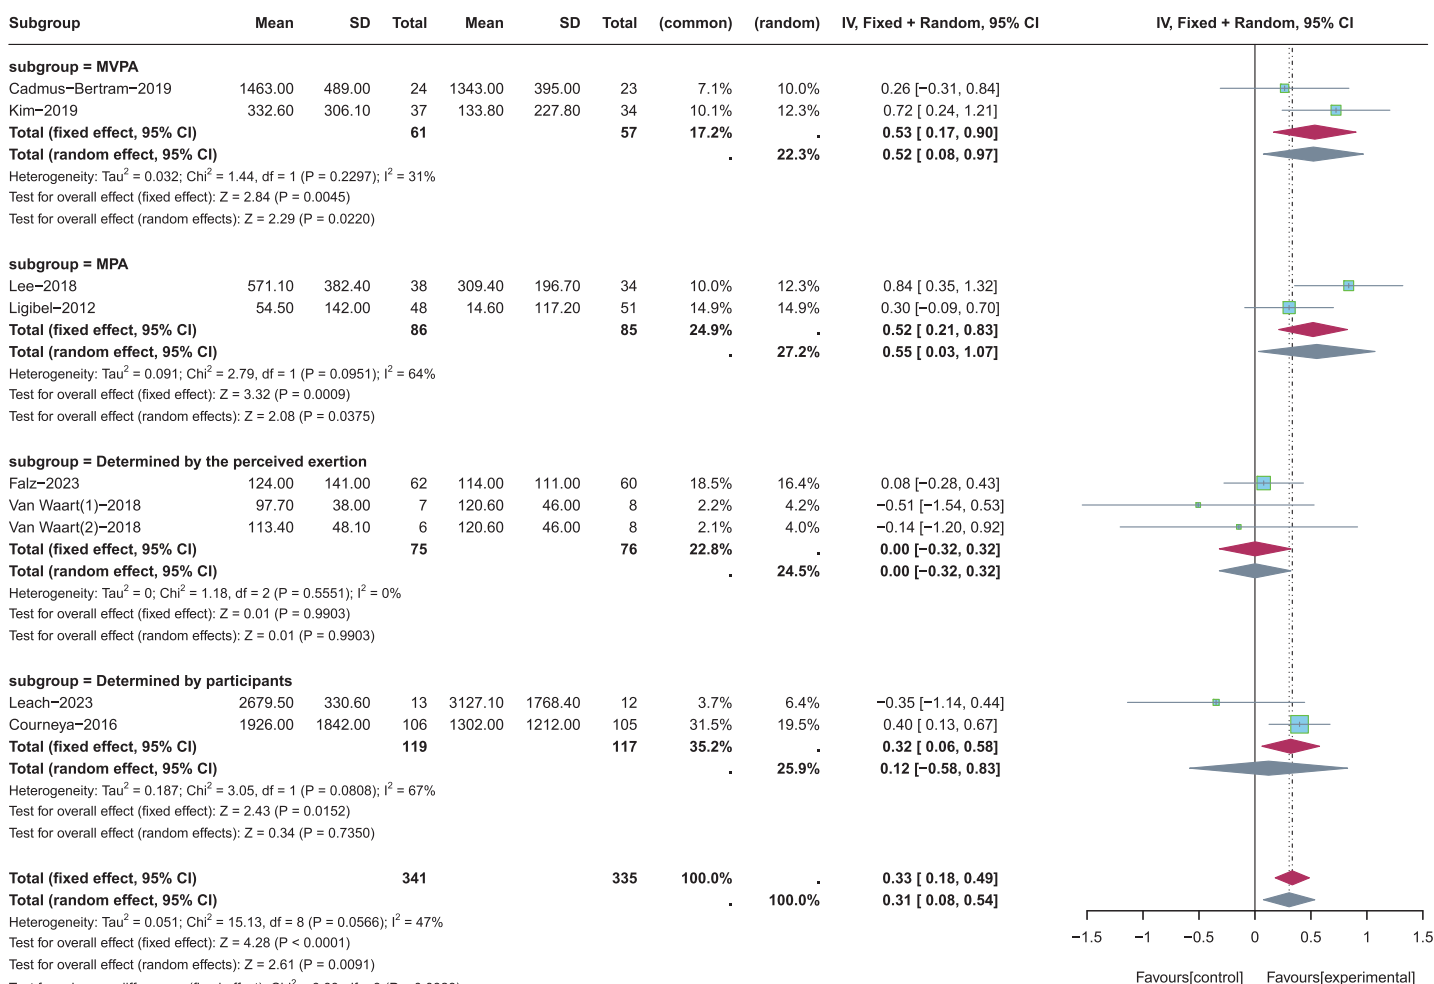 Subgroup Mean SD Total Mean SD Total (common) (random) IV, Fixed + Random, 95% CI IV, Fixed + Random, 95% CI
subgroup = MVPA
Cadmus−Bertram−2019 1463.00 489.00 24 1343.00 395.00 23 7.1% 10.0% 0.26 [−0.31, 0.84]
Kim−2019 332.60 306.10 37 133.80 227.80 34 10.1% 12.3% 0.72 [ 0.24, 1.21]
Total (fixed effect, 95% CI) 61 57 17.2% . 0.53 [ 0.17, 0.90]
Total (random effect, 95% CI) . 22.3% 0.52 [ 0.08, 0.97]
Heterogeneity: Tau² = 0.032; Chi² = 1.44, df = 1 (P = 0.2297); I² = 31%
Test for overall effect (fixed effect): Z = 2.84 (P = 0.0045)
Test for overall effect (random effects): Z = 2.29 (P = 0.0220)
subgroup = MPA
Lee−2018 571.10 382.40 38 309.40 196.70 34 10.0% 12.3% 0.84 [ 0.35, 1.32]
Ligibel−2012 54.50 142.00 48 14.60 117.20 51 14.9% 14.9% 0.30 [−0.09, 0.70]
Total (fixed effect, 95% CI) 86 85 24.9% . 0.52 [ 0.21, 0.83]
Total (random effect, 95% CI) . 27.2% 0.55 [ 0.03, 1.07]
Heterogeneity: Tau² = 0.091; Chi² = 2.79, df = 1 (P = 0.0951); I² = 64%
Test for overall effect (fixed effect): Z = 3.32 (P = 0.0009)
Test for overall effect (random effects): Z = 2.08 (P = 0.0375)
subgroup = Determined by the perceived exertion
Falz−2023 124.00 141.00 62 114.00 111.00 60 18.5% 16.4% 0.08 [−0.28, 0.43]
Van Waart(1)−2018 97.70 38.00 7 120.60 46.00 8 2.2% 4.2% −0.51 [−1.54, 0.53]
Van Waart(2)−2018 113.40 48.10 6 120.60 46.00 8 2.1% 4.0% −0.14 [−1.20, 0.92]
Total (fixed effect, 95% CI) 75 76 22.8% . 0.00 [−0.32, 0.32]
Total (random effect, 95% CI) . 24.5% 0.00 [−0.32, 0.32]
Heterogeneity: Tau² = 0; Chi² = 1.18, df = 2 (P = 0.5551); I² = 0%
Test for overall effect (fixed effect): Z = 0.01 (P = 0.9903)
Test for overall effect (random effects): Z = 0.01 (P = 0.9903)
subgroup = Determined by participants
Leach−2023 2679.50 330.60 13 3127.10 1768.40 12 3.7% 6.4% −0.35 [−1.14, 0.44]
Courneya−2016 1926.00 1842.00 106 1302.00 1212.00 105 31.5% 19.5% 0.40 [ 0.13, 0.67]
Total (fixed effect, 95% CI) 119 117 35.2% . 0.32 [ 0.06, 0.58]
Total (random effect, 95% CI) . 25.9% 0.12 [−0.58, 0.83]
Heterogeneity: Tau² = 0.187; Chi² = 3.05, df = 1 (P = 0.0808); I² = 67%
Test for overall effect (fixed effect): Z = 2.43 (P = 0.0152)
Test for overall effect (random effects): Z = 0.34 (P = 0.7350)
Total (fixed effect, 95% CI) 341 335 100.0% . 0.33 [ 0.18, 0.49]
Total (random effect, 95% CI) . 100.0% 0.31 [ 0.08, 0.54]
Heterogeneity: Tau² = 0.051; Chi² = 15.13, df = 8 (P = 0.0566); I² = 47%
Test for overall effect (fixed effect): Z = 4.28 (P < 0.0001)
Test for overall effect (random effects): Z = 2.61 (P = 0.0091)
−1.5 −1 −0.5 0 0.5 1 1.5
Favours[control] Favours[experimental]